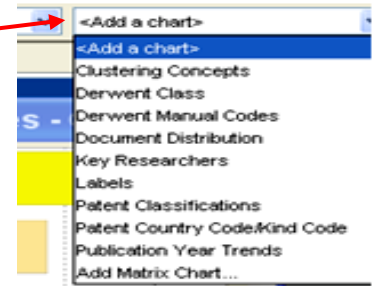 <Add a chart>
<Add a chart>
Clustering Concepts
Derwent Class
Derwent Manual Codes
Document Distribution
Key Researchers
Labels
Patent Classifications
Patent Country Code/Kind Code
Publication Year Trends
Add Matrix Chart...
s -